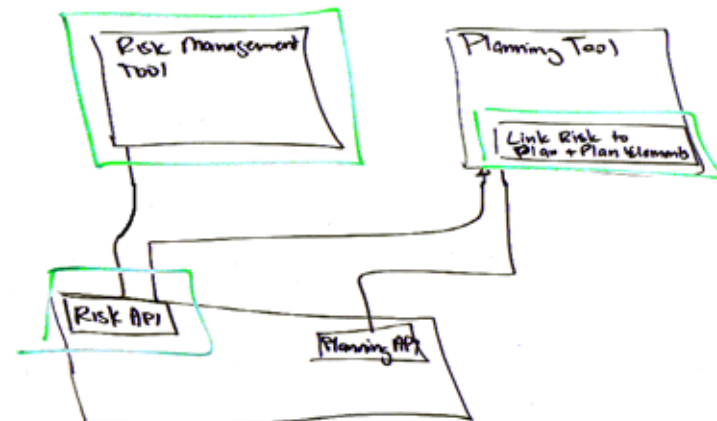 Risk Management
Tool
Planning Tool
Link Risk to
Plan + Plan Elements
Risk API
Planning API